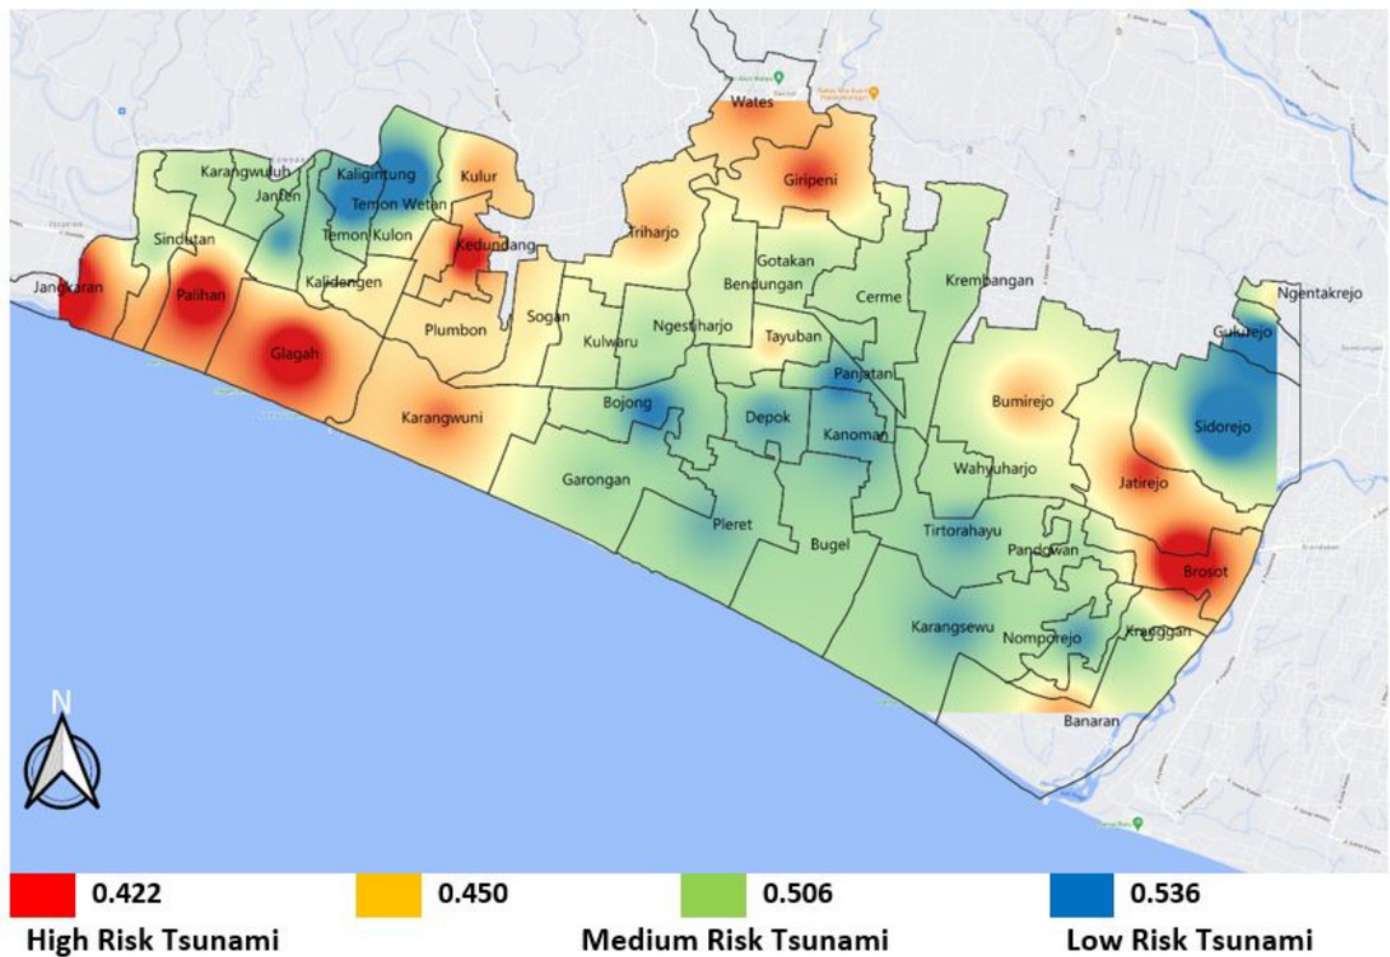 Wates
Karangwuluh
Kaligintung
Kulur
Giripeni
Janten
Temon Wetan
Sindutan
Temon Kulon
Kedundang
Triharjo
Gotakan
Jangkaran
Palihan
Kalidengen
Bendungan
Cerme
Krembangan
Ngentakrejo
Plumbon
Sogan
Ngestiharjo
Tayuban
Gulurejo
Glagah
Kulwaru
Panjatan
Karangwuni
Bojong
Depok
Kanoman
Bumirejo
Sidorejo
Garongan
Wahyuharjo
Jatirejo
Pleret
Bugel
Tirtorahayu
Pandowan
Brosot
Karangsewu
Nomporejo
Kranggan
Banaran
N
0.422 0.450 0.506 0.536
High Risk Tsunami Medium Risk Tsunami Low Risk Tsunami